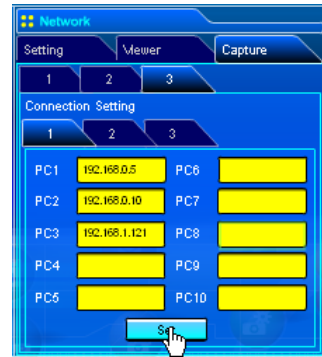 Network
Setting Viewer Capture
1 2 3
Connection Setting
1 2 3
PC1 192.168.0.5 PC6
PC2 192.168.0.10 PC7
PC3 192.168.1.121 PC8
PC4 PC9
PC5 PC10
Set